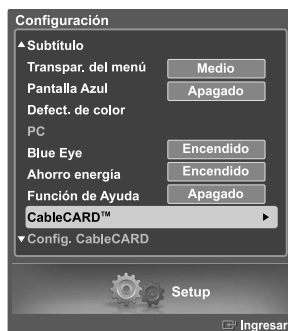 Configuración
▲Subtítulo
Transpar. del menú Medio
Pantalla Azul Apagado
Defect. de color
PC
Blue Eye Encendido
Ahorro energía Encendido
Función de Ayuda Apagado
CableCARD™ ►
▼Config. CableCARD
Setup
Ingresar